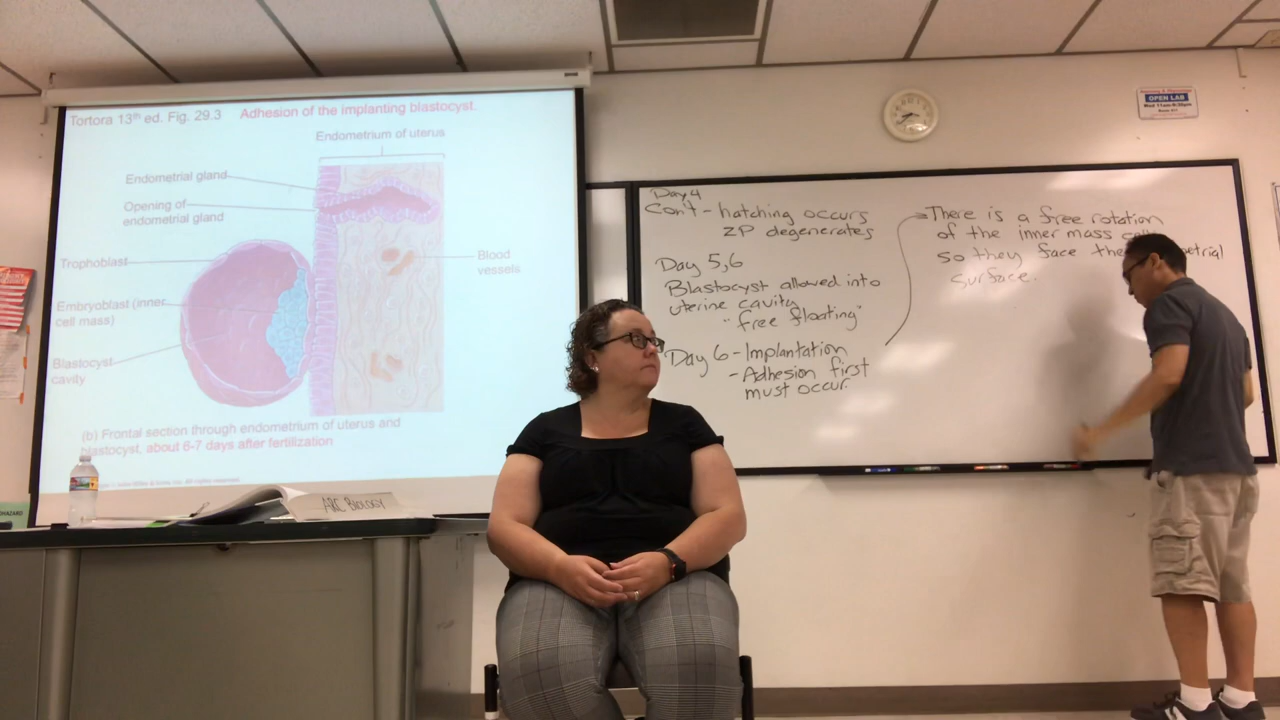 Tortora 13th ed. Fig. 29.3 Adhesion of the implanting blastocyst.
Endometrium of uterus
Endometrial gland
Opening of
endometrial gland
Trophoblast
Blood
vessels
Embryoblast (inner
cell mass)
Blastocyst
cavity
(b) Frontal section through endometrium of uterus and
blastocyst, about 6-7 days after fertilization
ARC BIOLOGY
OPEN LAB
Day 4
Con't - hatching occurs
ZP degenerates
Day 5,6
Blastocyst allowed into
uterine cavity
"free floating"
Day 6 - Implantation
- Adhesion first
must occur.
There is a free rotation
of the inner mass
so they face the
surface.